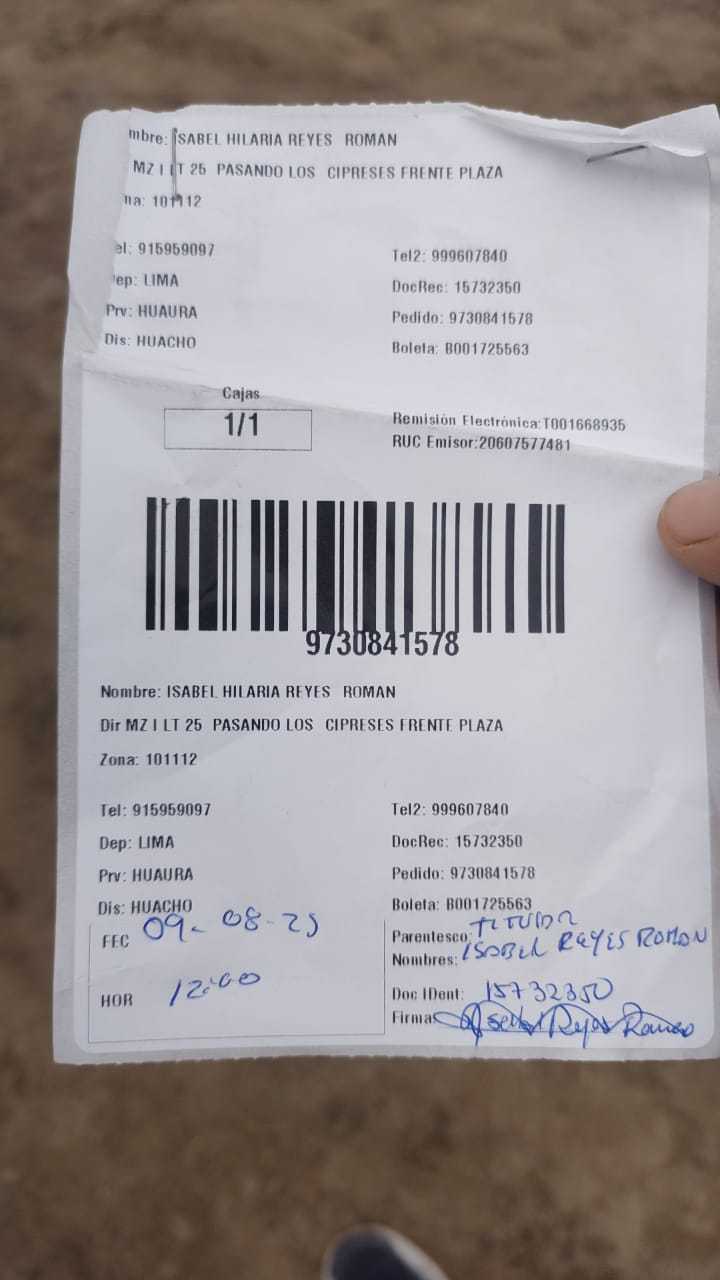 mbre: ISABEL HILARIA REYES ROMAN
MZ I LT 25 PASANDO LOS CIPRESES FRENTE PLAZA
na: 101112
el: 915959097 Tel2: 999607840
ep: LIMA DocRec: 15732350
Prv: HUAURA Pedido: 9730841578
Dis: HUACHO Boleta: B001725563
Cajas
1/1
Remisión Electrónica:T001668935
RUC Emisor:20607577481
9730841578
Nombre: ISABEL HILARIA REYES ROMAN
Dir MZ I LT 25 PASANDO LOS CIPRESES FRENTE PLAZA
Zona: 101112
Tel: 915959097 Tel2: 999607840
Dep: LIMA DocRec: 15732350
Prv: HUAURA Pedido: 9730841578
Dis: HUACHO Boleta: B001725563
FEC 09-08-25 Parentesco: TITULAR
Nombres: ISABEL REYES ROMAN
HOR 12:00 Doc IDent: 15732350
Firma: Isabel Reyes Roman